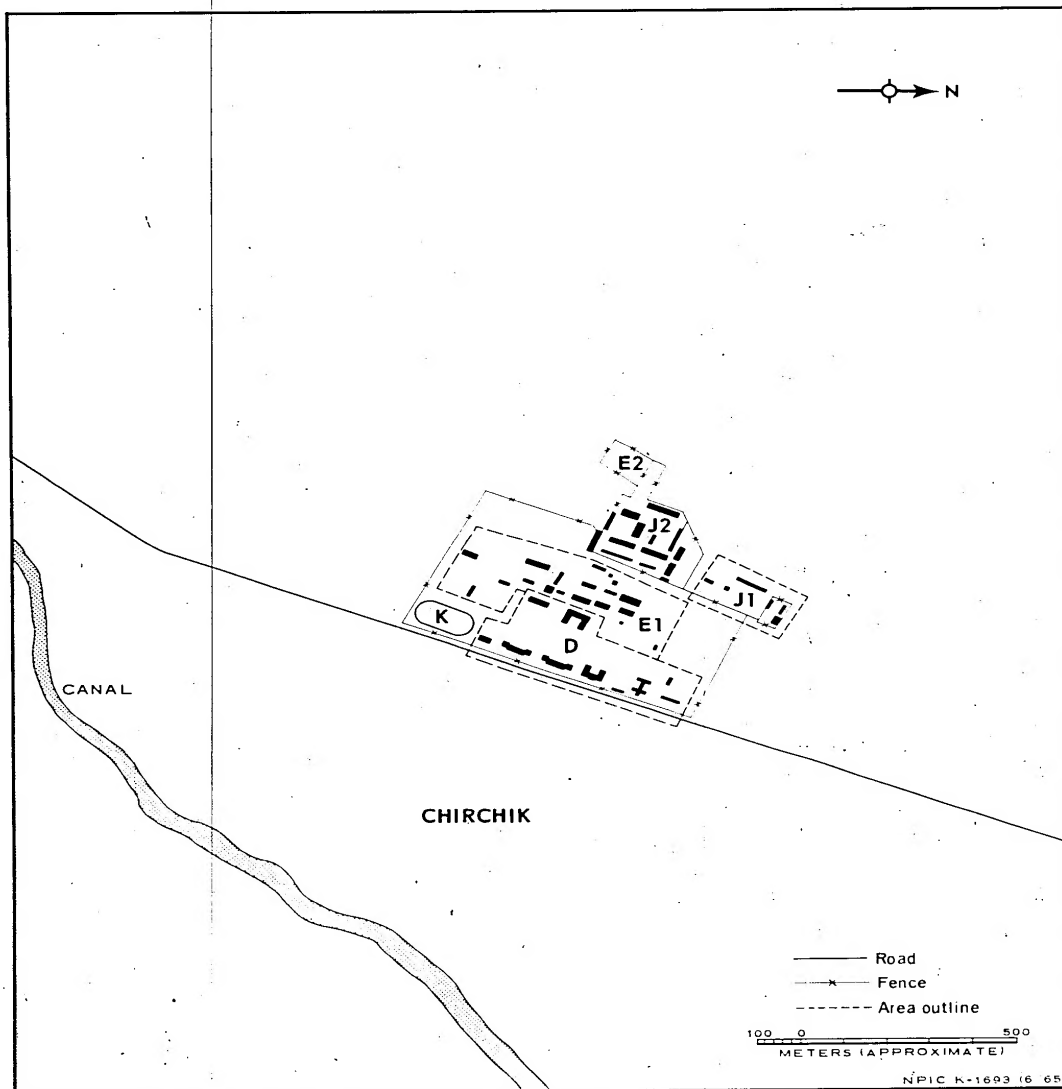 N
E2
J2
J1
K
E1
D
CANAL
CHIRCHIK
Road
Fence
Area outline
100 0 500
METERS (APPROXIMATE)
NPIC K-1693 (6 65